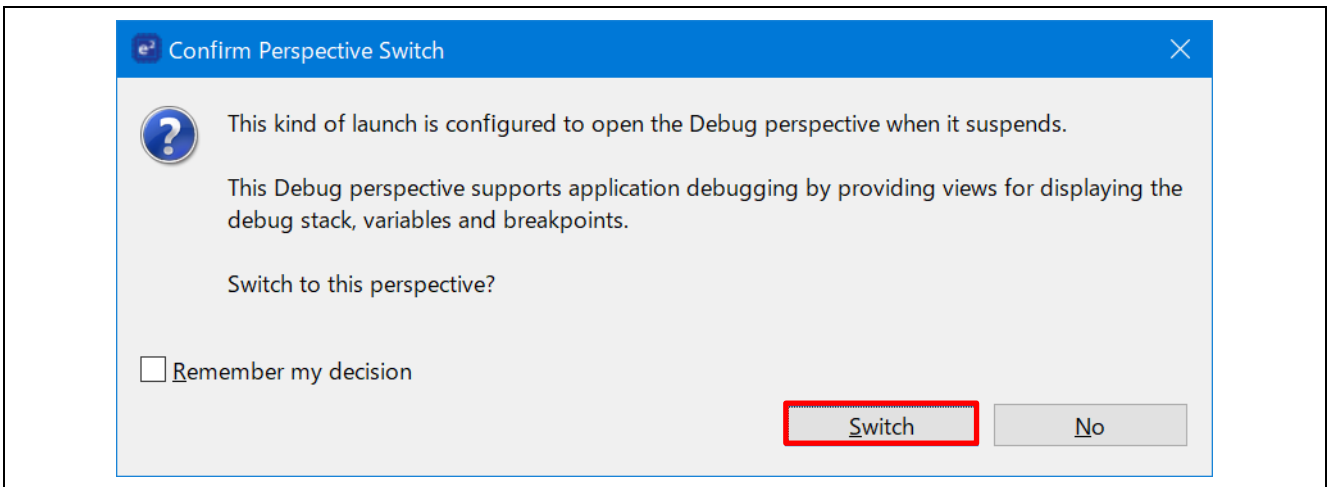 e² Confirm Perspective Switch
This kind of launch is configured to open the Debug perspective when it suspends.
This Debug perspective supports application debugging by providing views for displaying the
debug stack, variables and breakpoints.
Switch to this perspective?
Remember my decision
Switch No